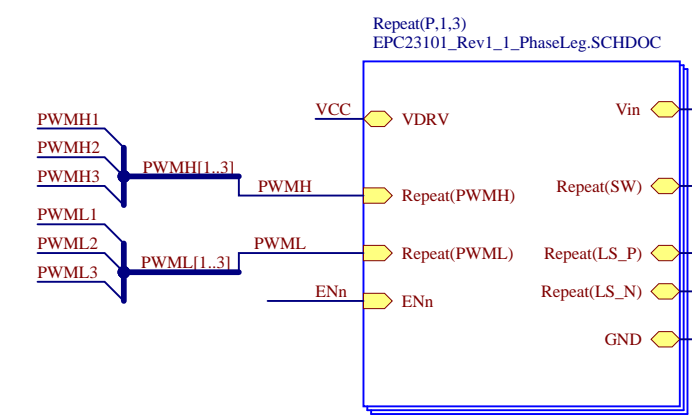 Repeat(P,1,3)
EPC23101_Rev1_1_PhaseLeg.SCHDOC
VCC
VDRV
Vin
PWMH1
PWMH2
PWMH3
PWMH[1..3]
PWMH
Repeat(PWMH)
Repeat(SW)
PWML1
PWML2
PWML3
PWML[1..3]
PWML
Repeat(PWML)
Repeat(LS_P)
Repeat(LS_N)
ENn
ENn
GND